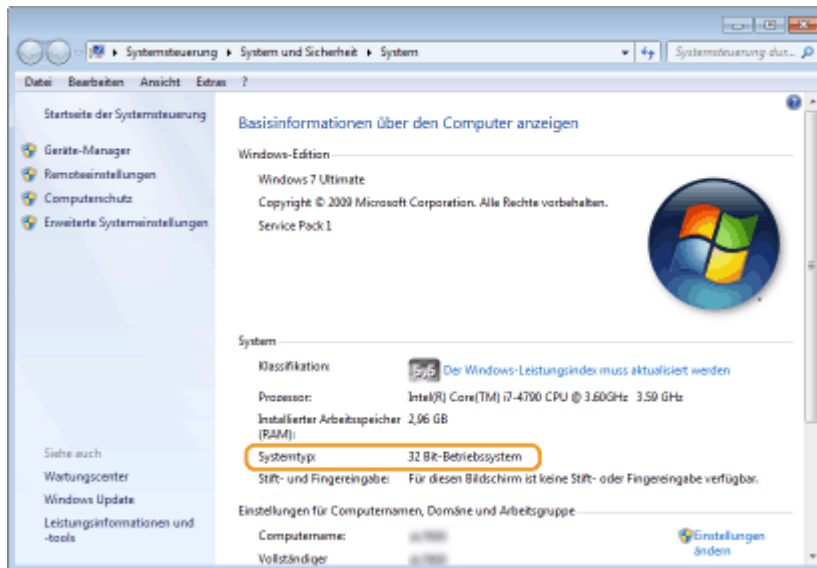 Systemsteuerung ▸ System und Sicherheit ▸ System
Systemsteuerung dur...
Datei Bearbeiten Ansicht Extras ?
Startseite der Systemsteuerung
Geräte-Manager
Remoteeinstellungen
Computerschutz
Erweiterte Systemeinstellungen
Siehe auch
Wartungscenter
Windows Update
Leistungsinformationen und
-tools
Basisinformationen über den Computer anzeigen
Windows-Edition
Windows 7 Ultimate
Copyright © 2009 Microsoft Corporation. Alle Rechte vorbehalten.
Service Pack 1
System
Klassifikation: 5,6 Der Windows-Leistungsindex muss aktualisiert werden
Prozessor: Intel(R) Core(TM) i7-4790 CPU @ 3.60GHz 3.59 GHz
Installierter Arbeitsspeicher 2,96 GB
(RAM):
Systemtyp: 32 Bit-Betriebssystem
Stift- und Fingereingabe: Für diesen Bildschirm ist keine Stift- oder Fingereingabe verfügbar.
Einstellungen für Computernamen, Domäne und Arbeitsgruppe
Computername:
Einstellungen
ändern
Vollständiger